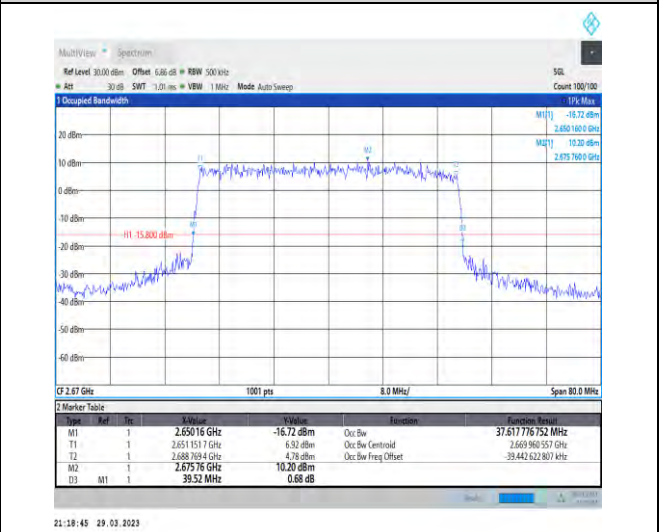 MultiView Spectrum
Ref Level 30.00 dBm Offset 6.86 dB RBW 500 kHz SGL
Att 30 dB SWT 1.01 ms VBW 1 MHz Mode Auto Sweep Count 100/100
1 Occupied Bandwidth 1Pk Max
M1[1] -16.72 dBm
2.650 160 0 GHz
M2[1] 10.20 dBm
2.675 760 0 GHz
20 dBm
M2
T1
10 dBm
0 dBm
-10 dBm
M1
H1 -15.800 dBm
-20 dBm
-30 dBm
-40 dBm
-50 dBm
-60 dBm
CF 2.67 GHz 1001 pts 8.0 MHz/ Span 80.0 MHz
2 Marker Table
Type Ref Trc X-Value Y-Value Function Function Result
M1 1 2.65016 GHz -16.72 dBm Occ Bw 37.617 776 752 MHz
T1 1 2.651 151 7 GHz 6.92 dBm Occ Bw Centroid 2.669 960 557 GHz
T2 1 2.688 769 4 GHz 4.78 dBm Occ Bw Freq Offset -39.442 622 807 kHz
M2 1 2.675 76 GHz 10.20 dBm
D3 M1 1 39.52 MHz 0.68 dB
21:18:45 29.03.2023